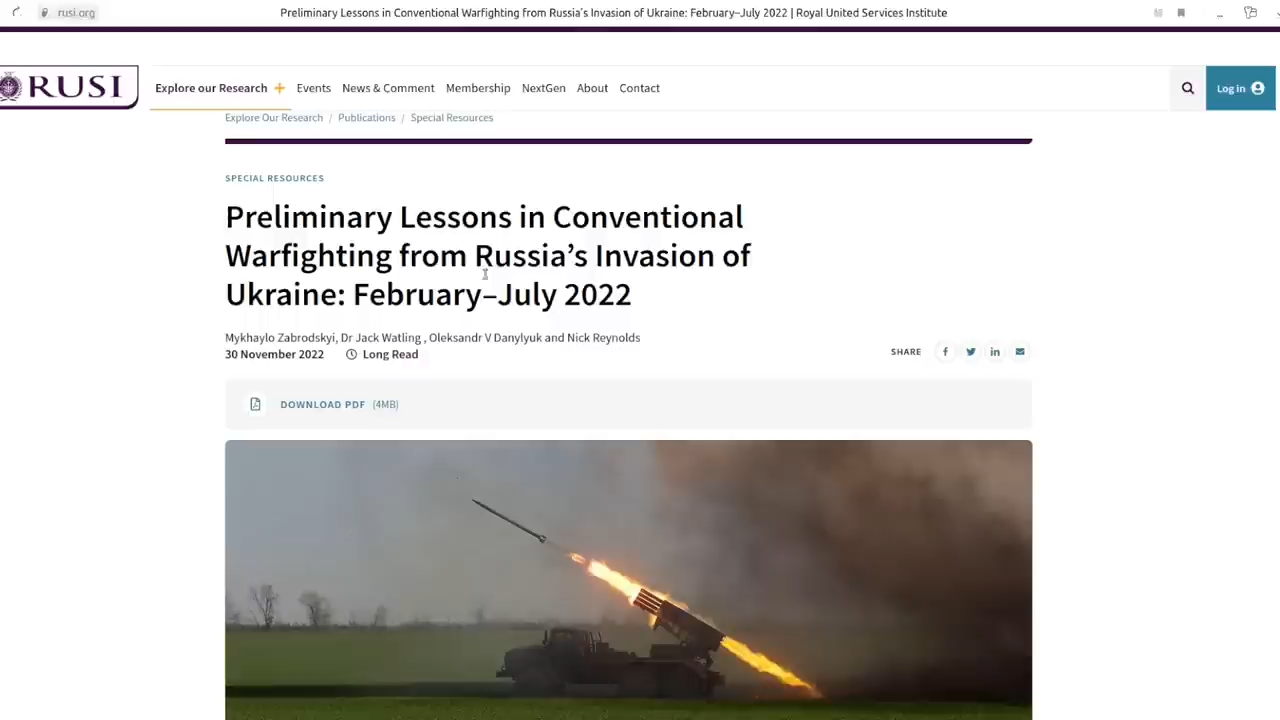 rusi.org
Preliminary Lessons in Conventional Warfighting from Russia's Invasion of Ukraine: February–July 2022 | Royal United Services Institute
RUSI
Explore our Research + Events News & Comment Membership NextGen About Contact
Log in
Explore Our Research / Publications / Special Resources
SPECIAL RESOURCES
Preliminary Lessons in Conventional
Warfighting from Russia’s Invasion of
Ukraine: February–July 2022
Mykhaylo Zabrodskyi, Dr Jack Watling , Oleksandr V Danylyuk and Nick Reynolds
30 November 2022 Long Read
SHARE
DOWNLOAD PDF (4MB)